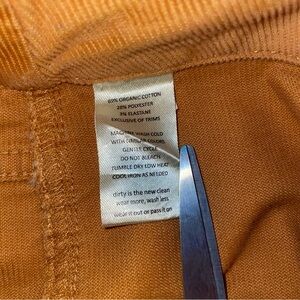 69% ORGANIC COTTON
28% POLYESTER
3% ELASTANE
EXCLUSIVE OF TRIMS
MACHINE WASH COLD
WITH SIMILAR COLORS
GENTLE CYCLE
DO NOT BLEACH
TUMBLE DRY LOW HEAT
COOL IRON AS NEEDED
dirty is the new clean
wear more, wash less
wear it out or pass it on